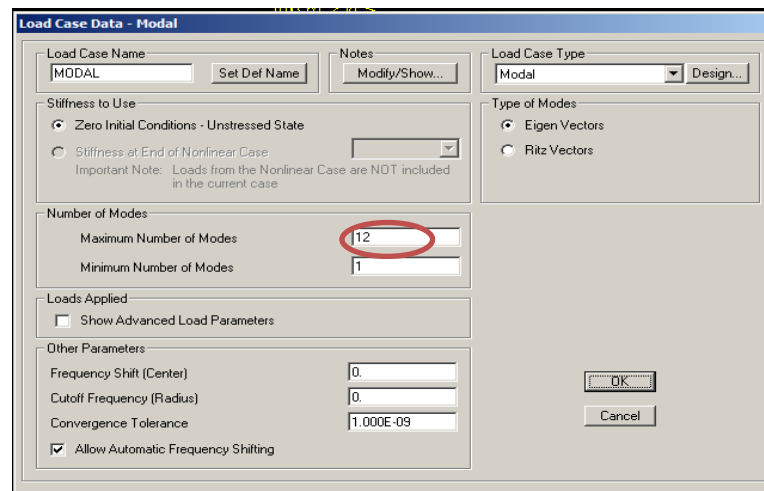 Load Case Data - Modal
Load Case Name
MODAL
Set Def Name
Notes
Modify/Show...
Load Case Type
Modal
Design...
Stiffness to Use
Zero Initial Conditions - Unstressed State
Stiffness at End of Nonlinear Case
Important Note: Loads from the Nonlinear Case are NOT included
in the current case
Type of Modes
Eigen Vectors
Ritz Vectors
Number of Modes
Maximum Number of Modes
12
Minimum Number of Modes
1
Loads Applied
Show Advanced Load Parameters
Other Parameters
Frequency Shift (Center)
0.
Cutoff Frequency (Radius)
0.
Convergence Tolerance
1.000E-09
Allow Automatic Frequency Shifting
OK
Cancel